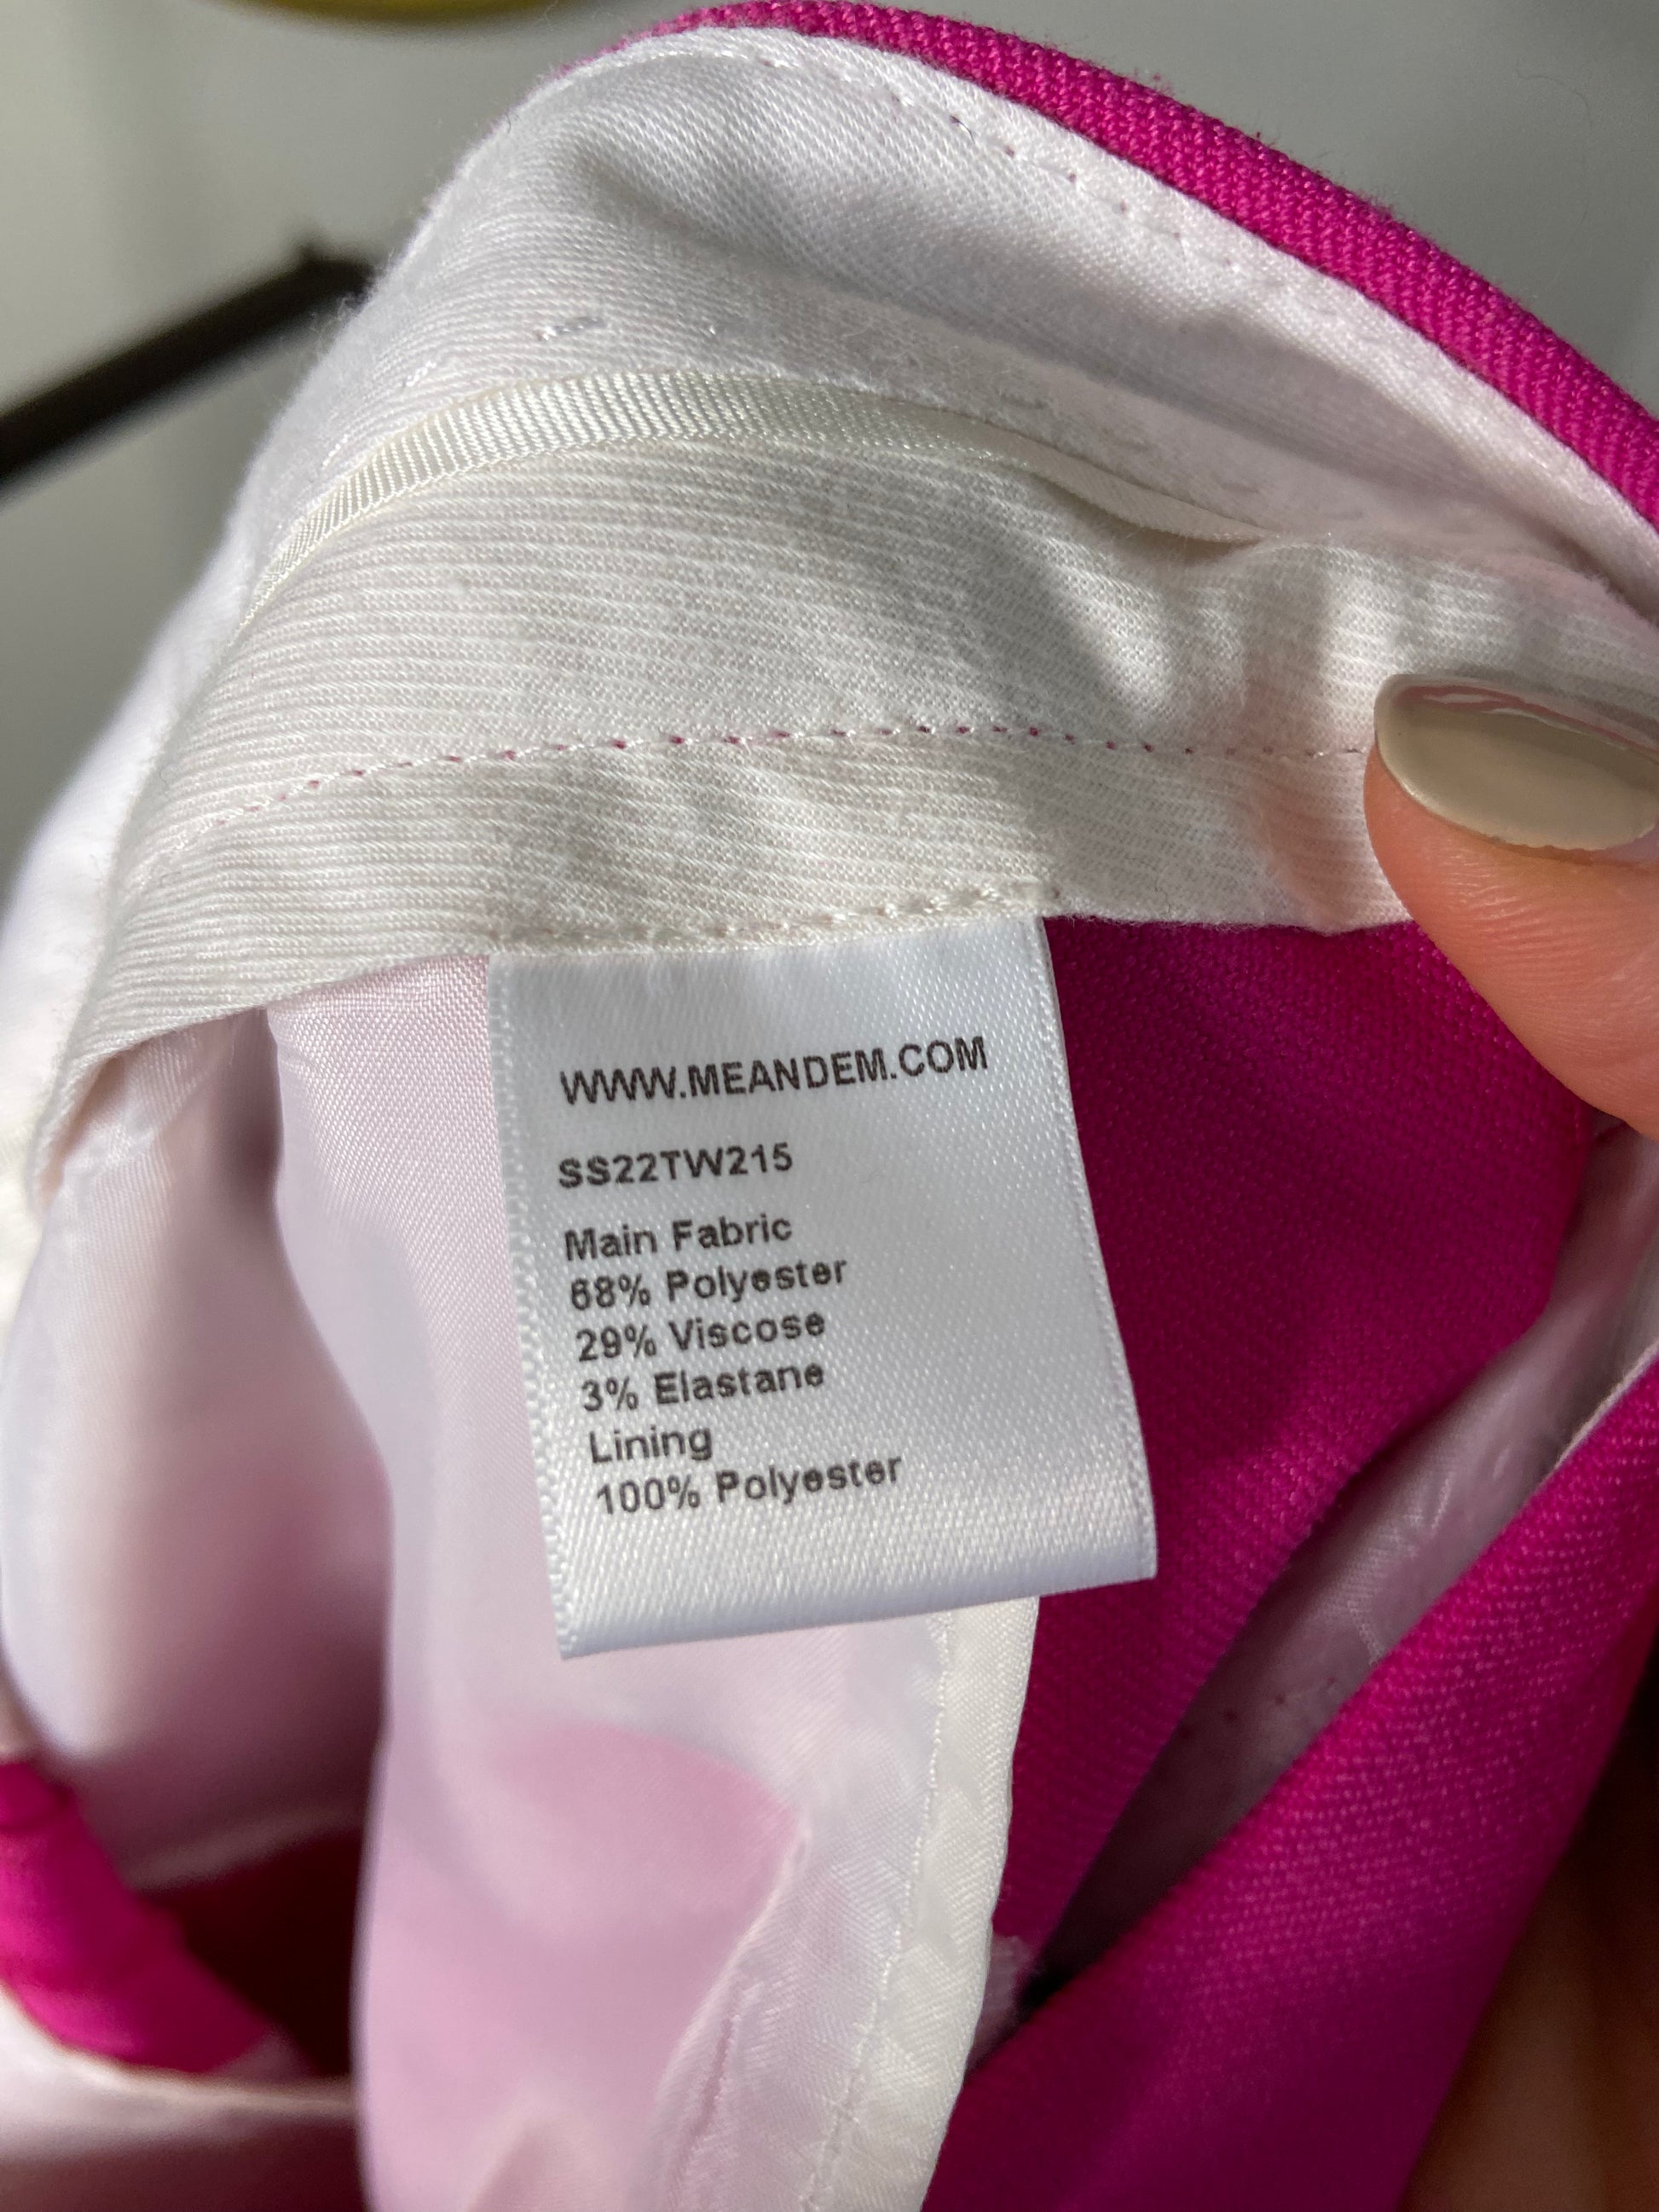 WWW.MEANDEM.COM
SS22TW215
Main Fabric
68% Polyester
29% Viscose
3% Elastane
Lining
100% Polyester